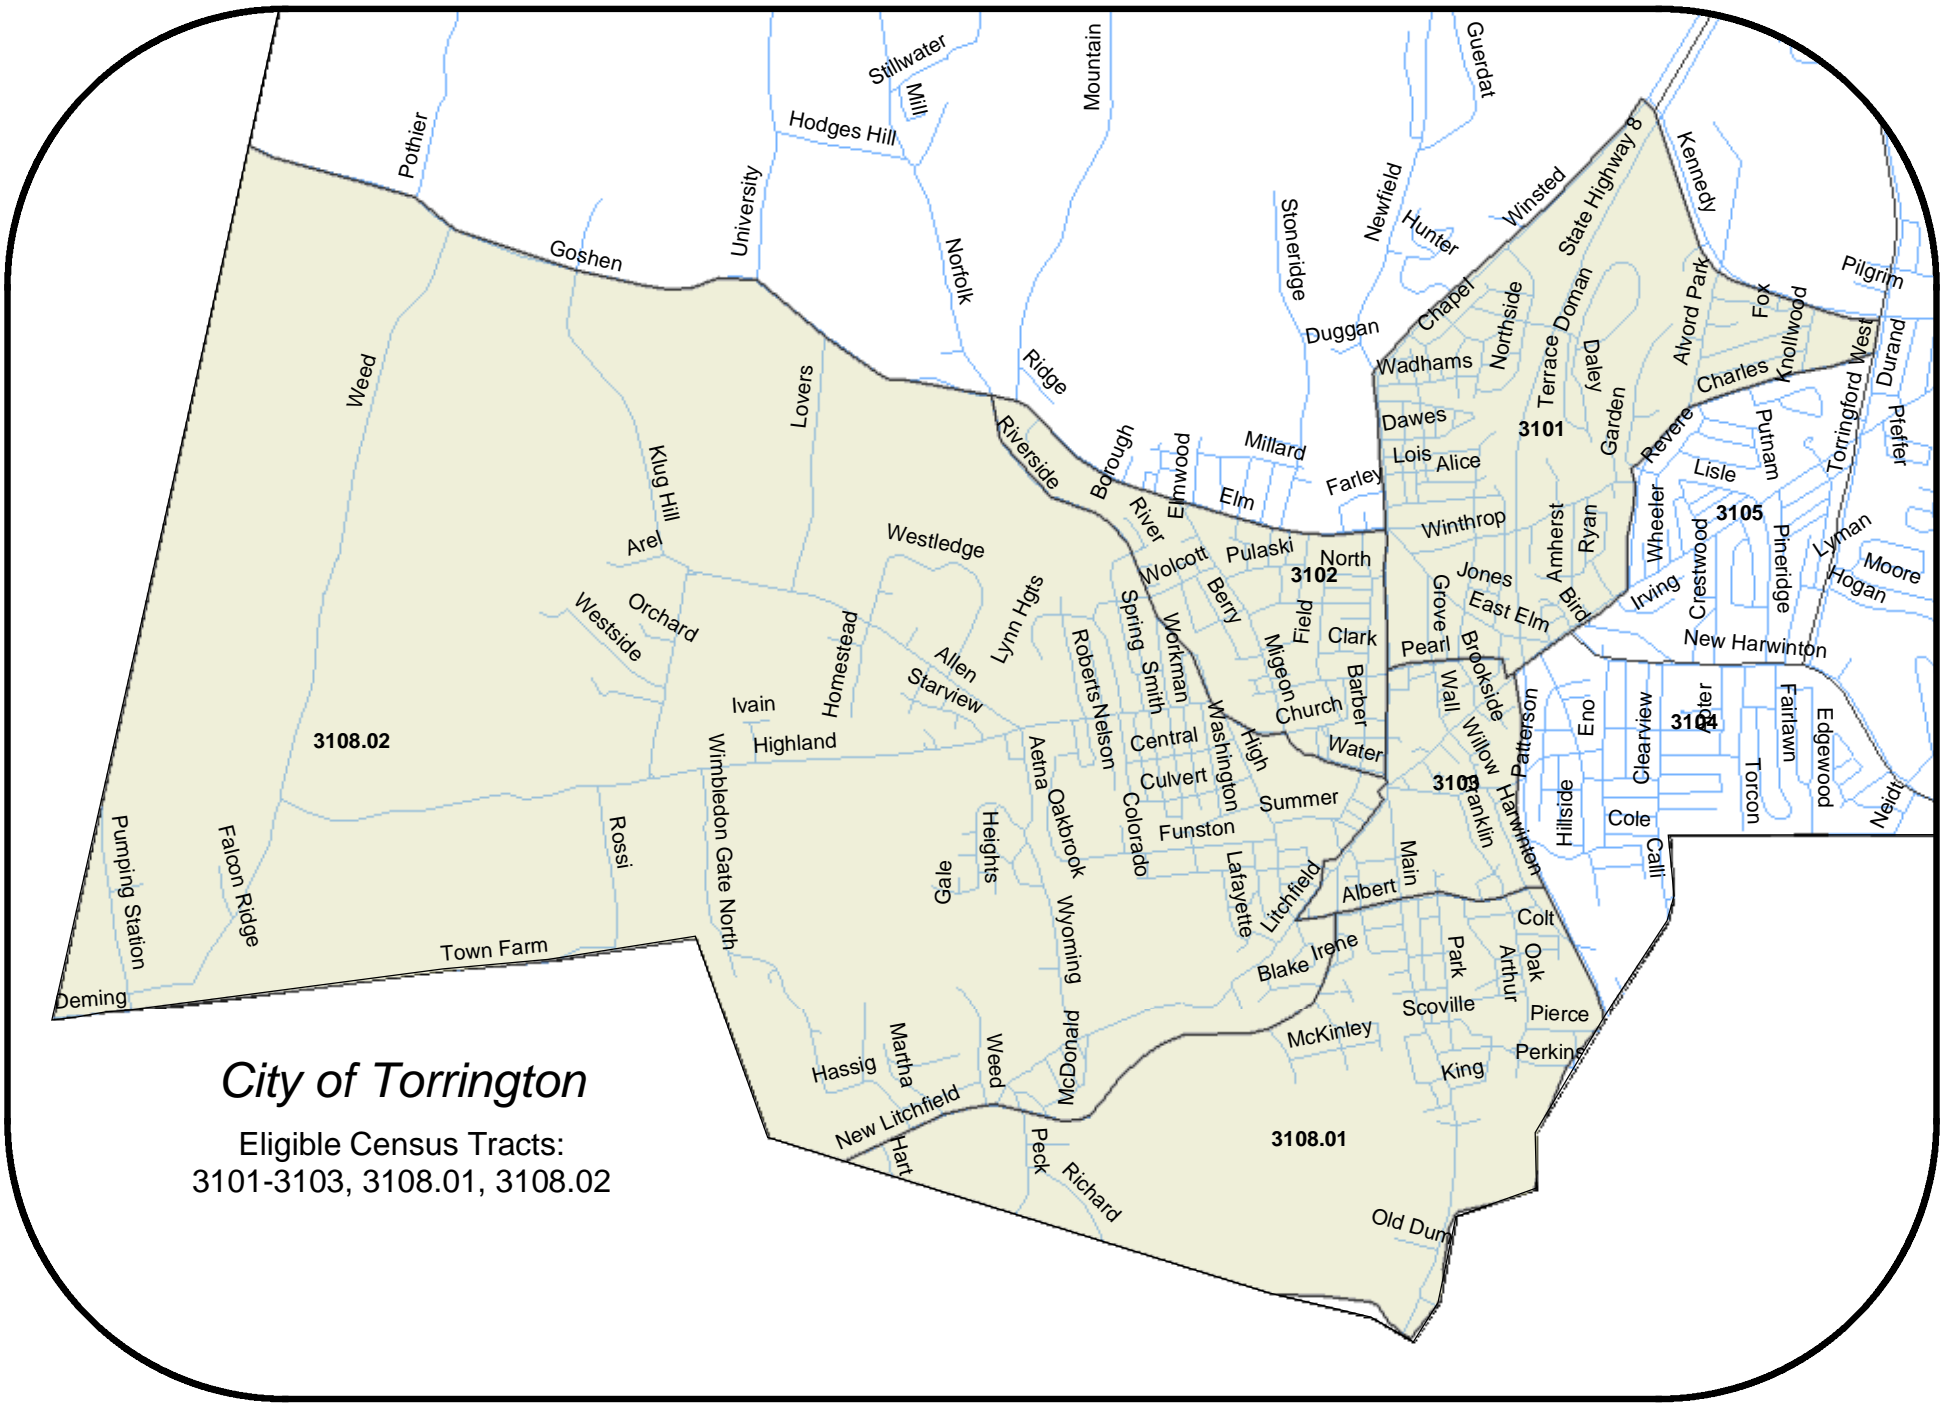 Guerdat
Mountain
Stillwater
Mill
Hodges Hill
Pothier
State Highway 8
Kennedy
University
Newfield
Winsted
Hunter
Stoneridge
Norfolk
Goshen
Pilgrim
Alvord Park
Fox
Knollwood
Chapel
Northside
Doman
Duggan
Ridge
Weed
Lovers
Wadhams
Terrace
Daley
Charles
Torringford West
Durand
Riverside
Dawes
3101
Garden
Revere
Putnam
Pfeffer
Borough
Elmwood
Millard
Lois
Alice
Lisle
Klug Hill
Farley
Elm
River
Winthrop
Amherst
Ryan
Wheeler
Crestwood
3105
Pineridge
Lyman
Moore
Hogan
Arel
Westledge
Wolcott
Pulaski
North
3102
Jones
Grove
East Elm
Bird
Irving
Westside
Orchard
Lynn Hgts
Spring
Workman
Berry
Field
Clark
Pearl
Brookside
New Harwinton
Homestead
Allen
Starview
Roberts
Nelson
Smith
Migeon
Barber
Wall
Patterson
Eno
Clearview
3104
Torcon
Fairlawn
Edgewood
Neidt
Ivain
Highland
3108.02
Wimbledon Gate North
Aetna
Central
Culvert
Washington
High
Church
Water
Willow
3103
Franklin
Harwinton
Hillside
Cole
Calli
Pumping Station
Falcon Ridge
Rossi
Gale
Heights
Oakbrook
Colorado
Funston
Summer
Lafayette
Litchfield
Albert
Main
Colt
Town Farm
Wyoming
Blake
Irene
Park
Arthur
Oak
Deming
Scoville
Pierce
McKinley
Perkins
King
Hassig
Martha
Weed
McDonald
New Litchfield
Hart
Peck
Richard
3108.01
Old Dum
City of Torrington
Eligible Census Tracts:
3101-3103, 3108.01, 3108.02